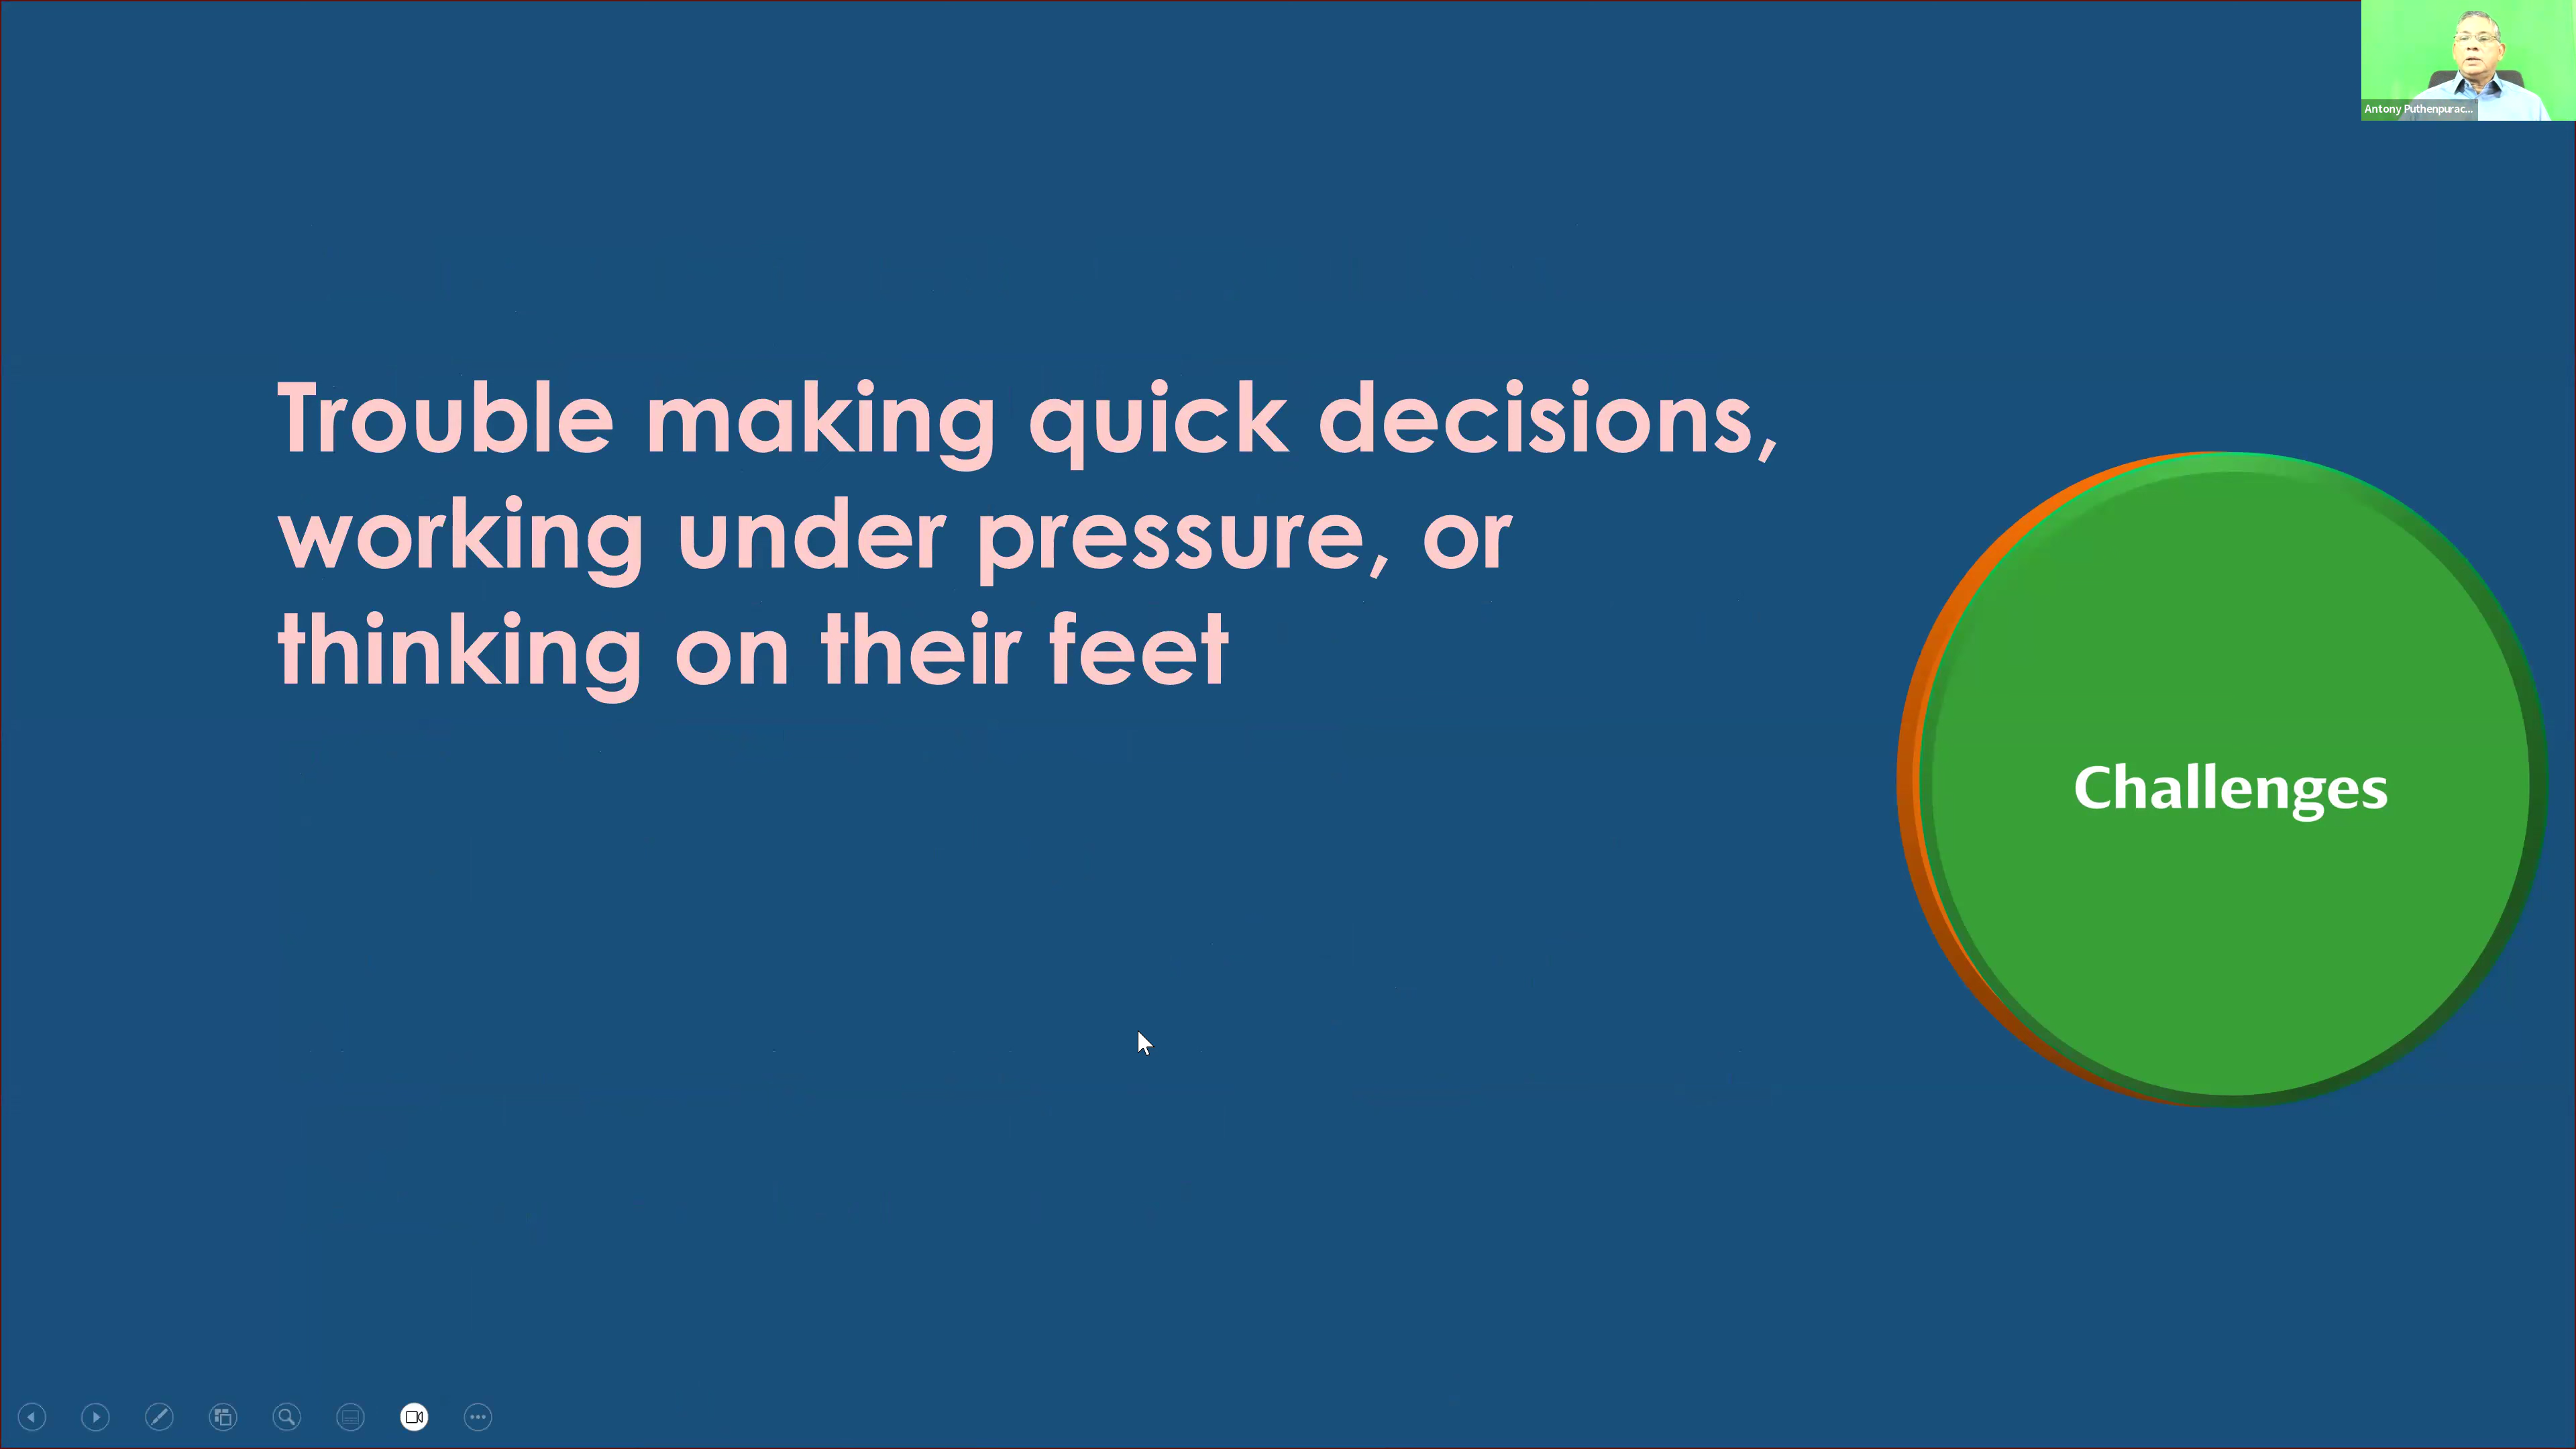 Antony Puthenpurac...
Trouble making quick decisions,
working under pressure, or
thinking on their feet
Challenges